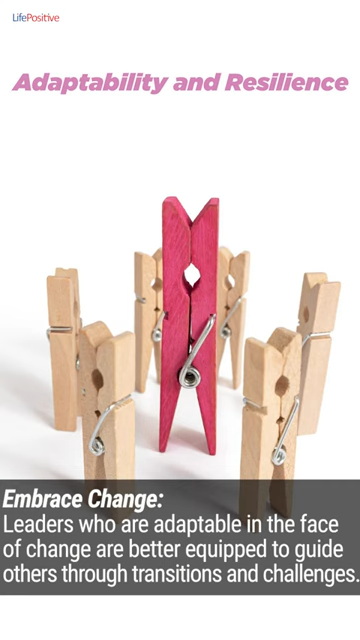 LifePositive
Adaptability and Resilience
Embrace Change:
Leaders who are adaptable in the face
of change are better equipped to guide
others through transitions and challenges.